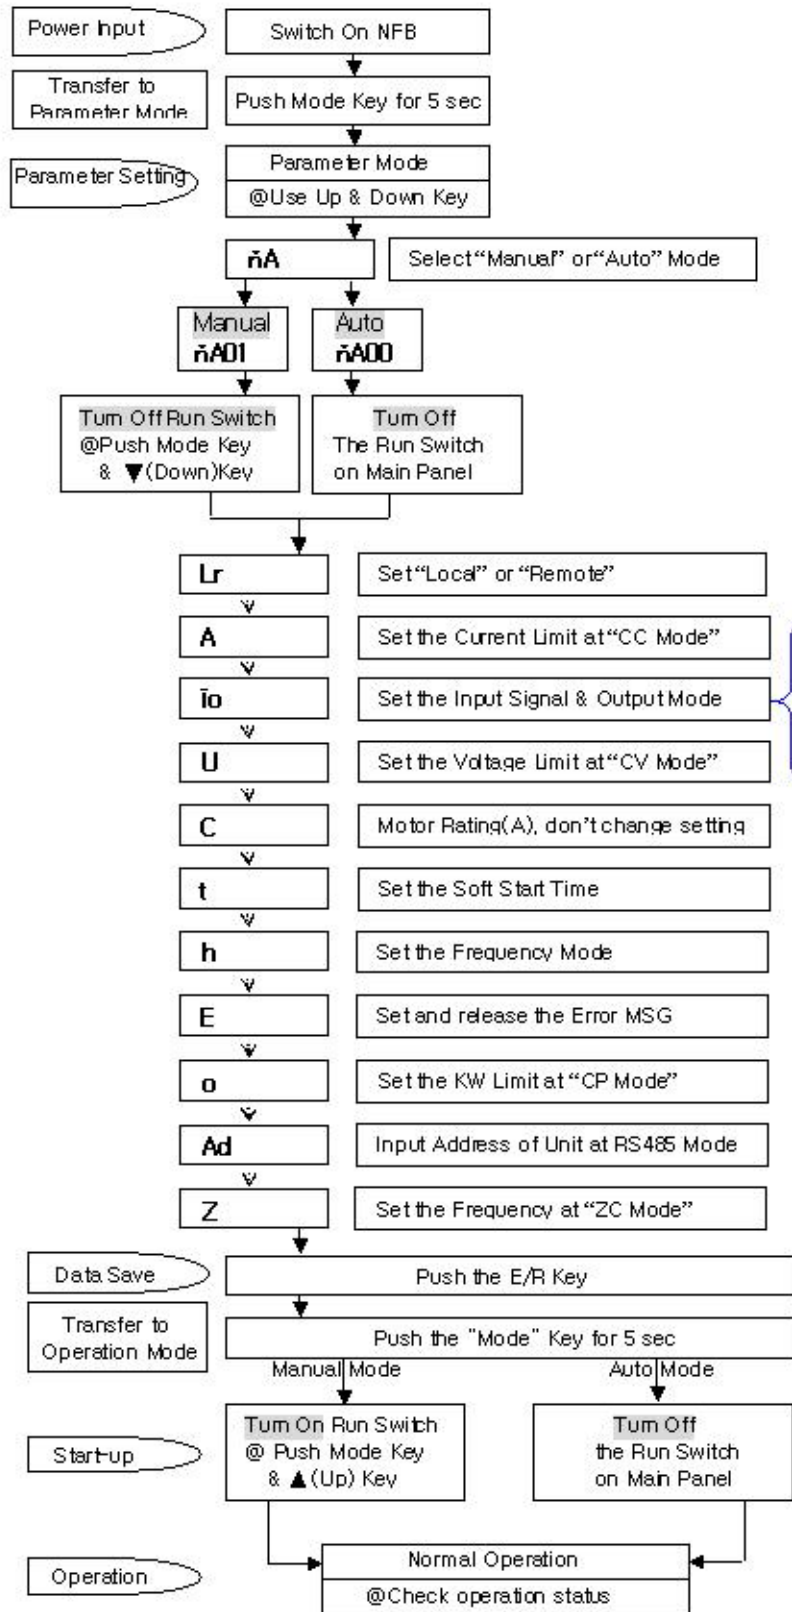 Power Input
Switch On NFB
Transfer to
Parameter Mode
Push Mode Key for 5 sec
Parameter Setting
Parameter Mode
@Use Up & Down Key
ňA
Select "Manual" or "Auto" Mode
Manual
ňA01
Auto
ňA00
Turn Off Run Switch
@Push Mode Key
& ▼(Down)Key
Turn Off
The Run Switch
on Main Panel
Lr
Set "Local" or "Remote"
A
Set the Current Limit at "CC Mode"
īo
Set the Input Signal & Output Mode
U
Set the Voltage Limit at "CV Mode"
C
Motor Rating(A), don't change setting
t
Set the Soft Start Time
h
Set the Frequency Mode
E
Set and release the Error MSG
o
Set the KW Limit at "CP Mode"
Ad
Input Address of Unit at RS485 Mode
Z
Set the Frequency at "ZC Mode"
Data Save
Push the E/R Key
Transfer to
Operation Mode
Push the "Mode" Key for 5 sec
Manual Mode
Auto Mode
Start-up
Turn On Run Switch
@ Push Mode Key
& ▲(Up) Key
Turn Off
the Run Switch
on Main Panel
Operation
Normal Operation
@Check operation status